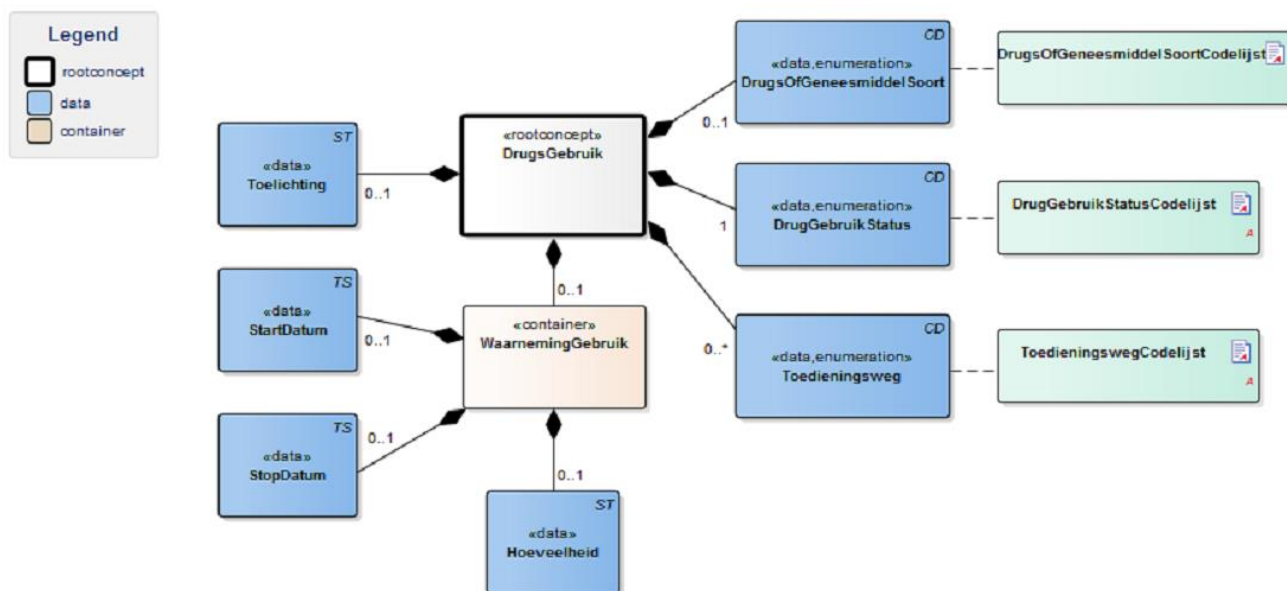 Legend
rootconcept
data
container
ST
«data»
Toelichting
0..1
«rootconcept»
DrugsGebruik
CD
«data,enumeration»
DrugsOfGeneesmiddelSoort
0..1
DrugsOfGeneesmiddelSoortCodelijst
CD
«data,enumeration»
DrugGebruikStatus
1
DrugGebruikStatusCodelijst
A
TS
«data»
StartDatum
0..1
0..1
«container»
WaarnemingGebruik
CD
«data,enumeration»
Toedieningsweg
0..*
ToedieningswegCodelijst
A
TS
«data»
StopDatum
0..1
0..1
ST
«data»
Hoeveelheid